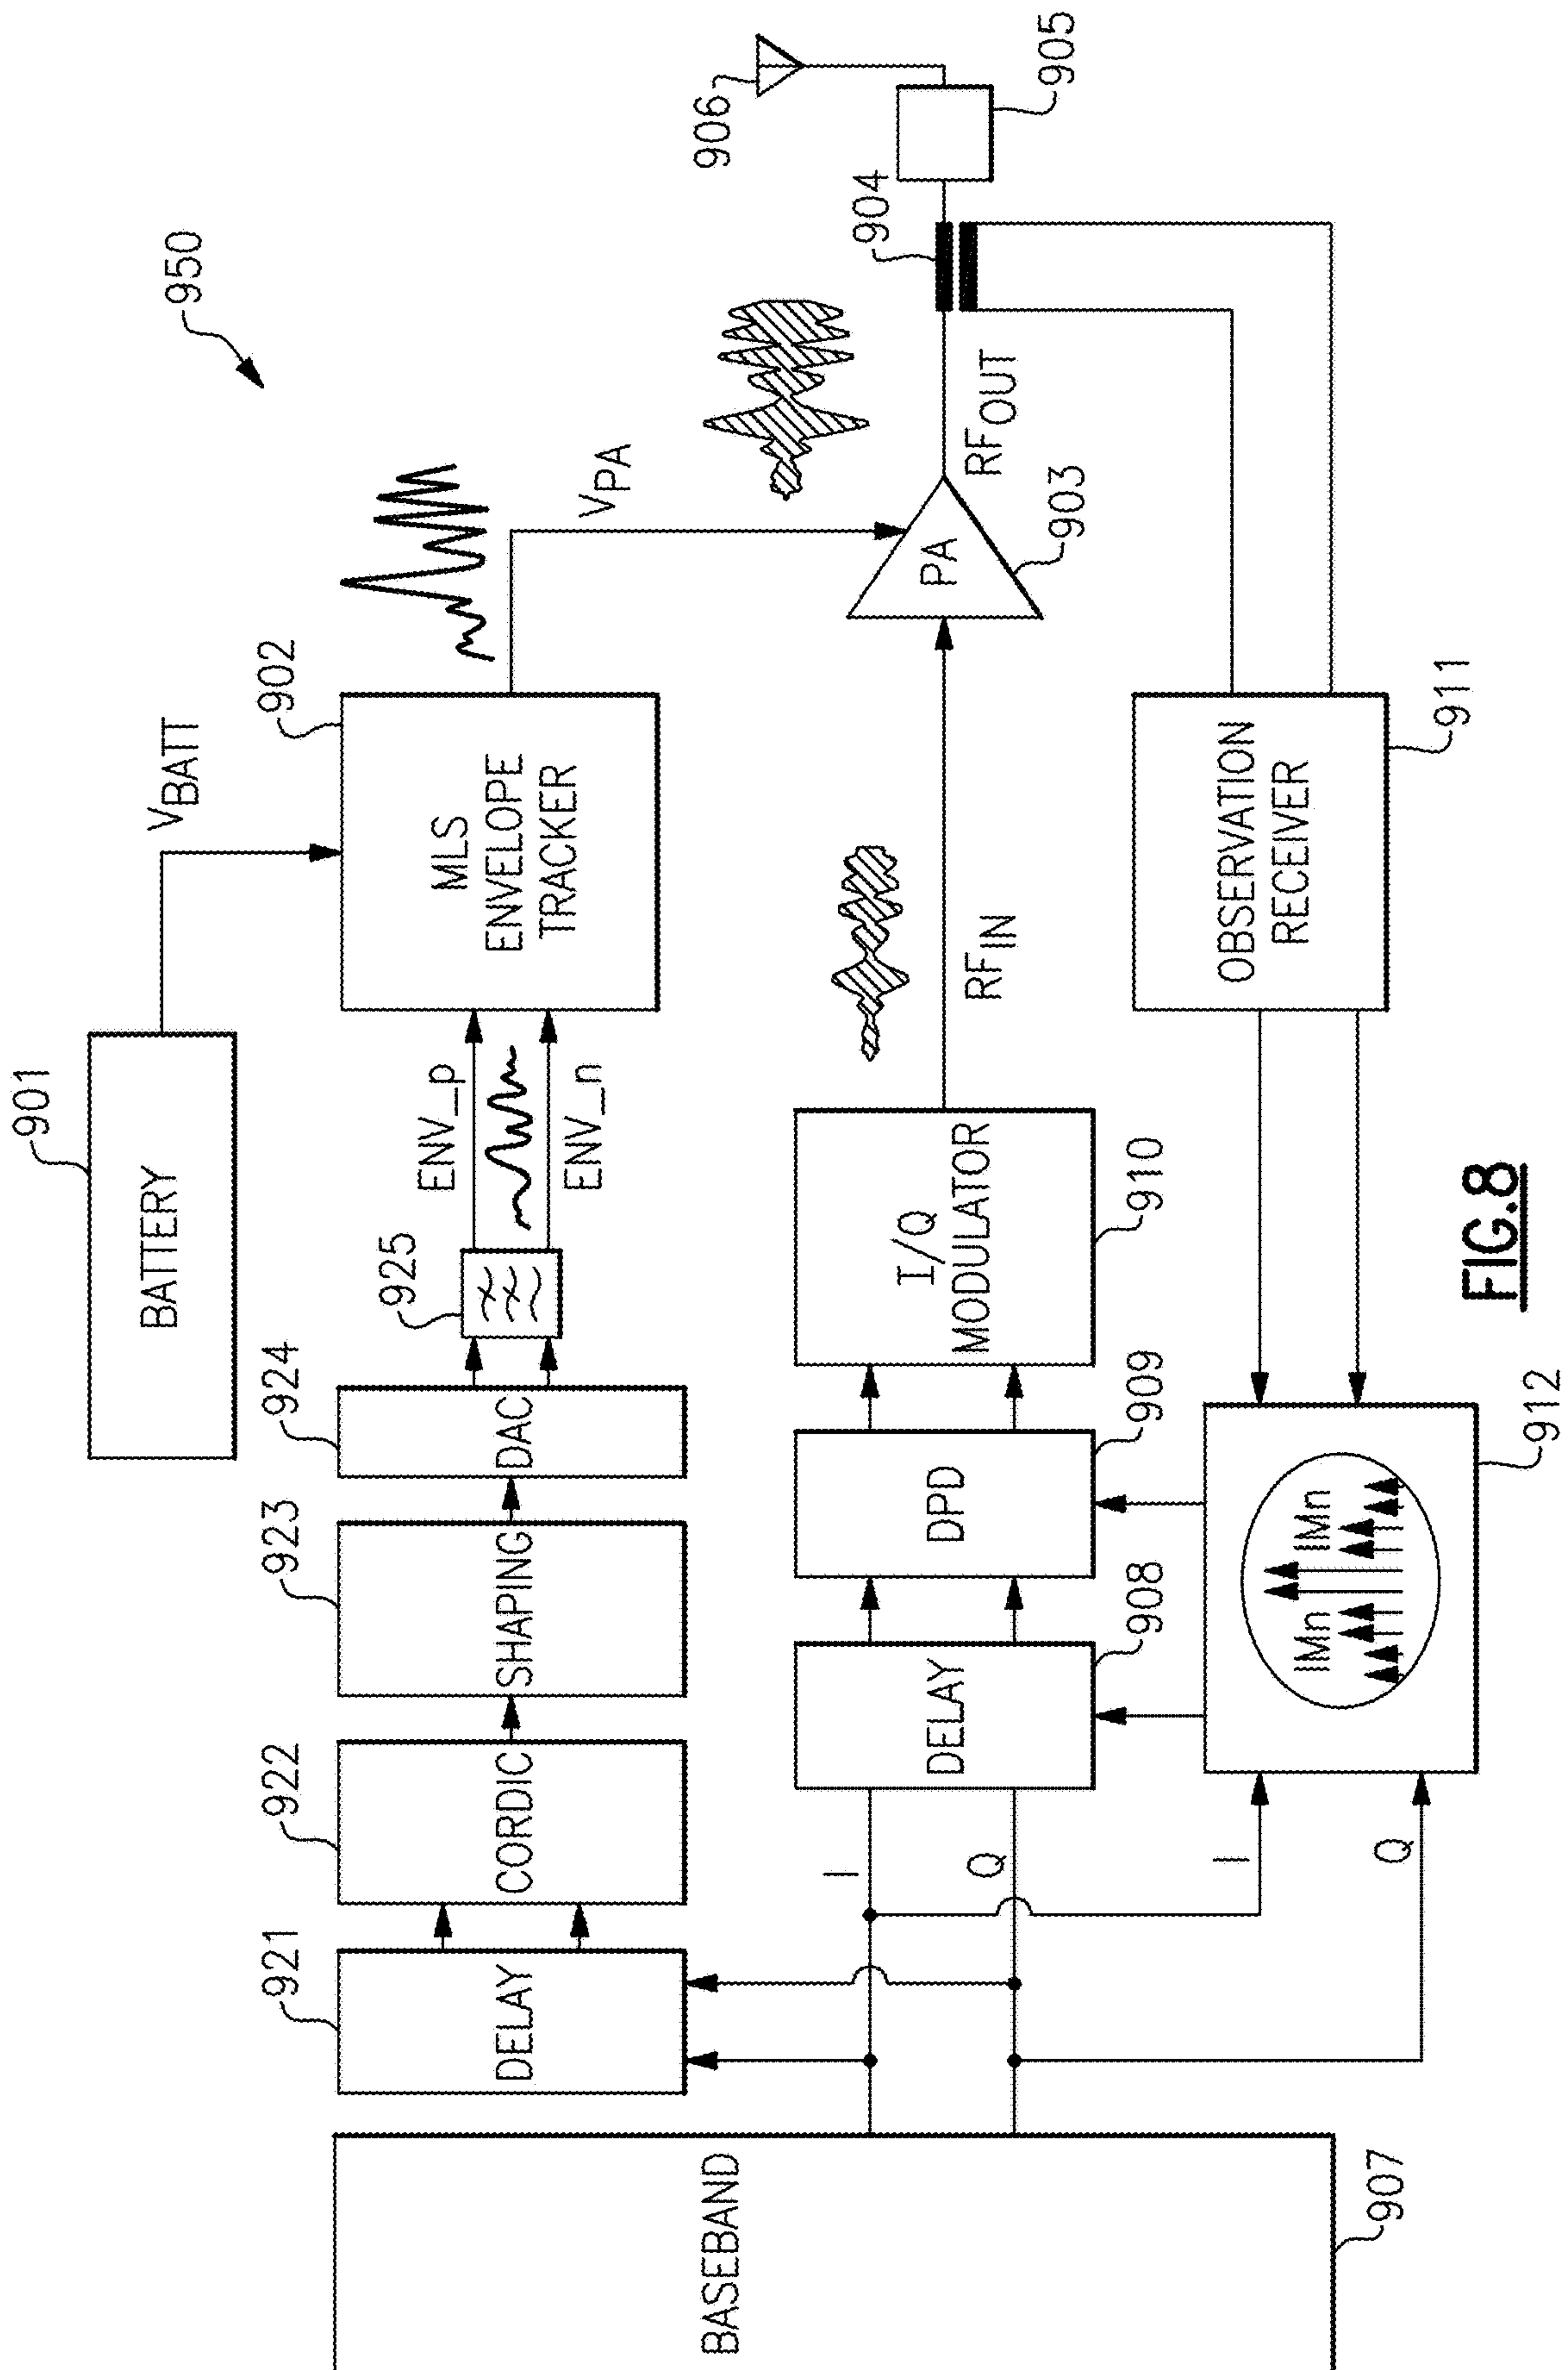 950
901
BATTERY
VBATT
902
MLS
ENVELOPE
TRACKER
VPA
921
DELAY
922
CORDIC
923
SHAPING
924
DAC
925
ENV_p
ENV_n
906
904
905
PA
903
RFOUT
RFIN
I/Q
MODULATOR
910
DPD
909
DELAY
908
I
Q
BASEBAND
907
I
Q
IMn
IMn
912
OBSERVATION
RECEIVER
911
FIG.8